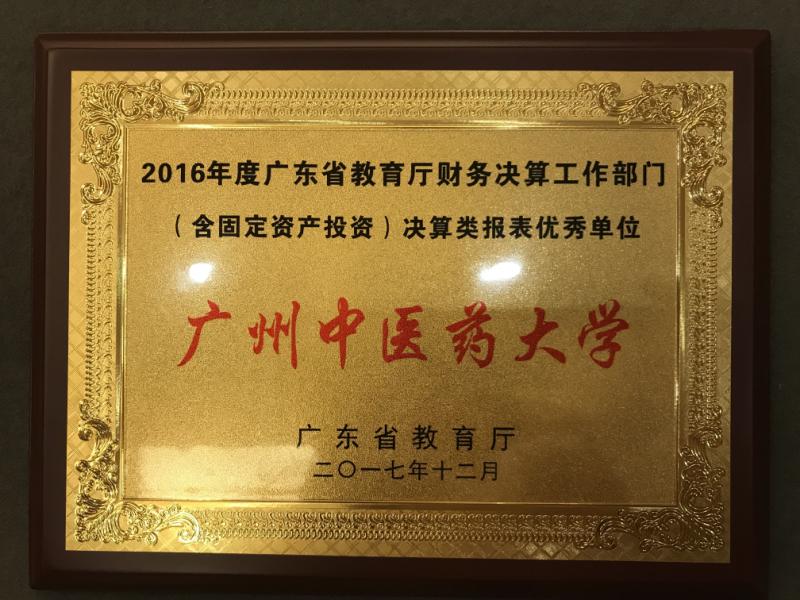 2016年度广东省教育厅财务决算工作部门
（含固定资产投资）决算类报表优秀单位
广州中医药大学
广东省教育厅
二〇一七年十二月